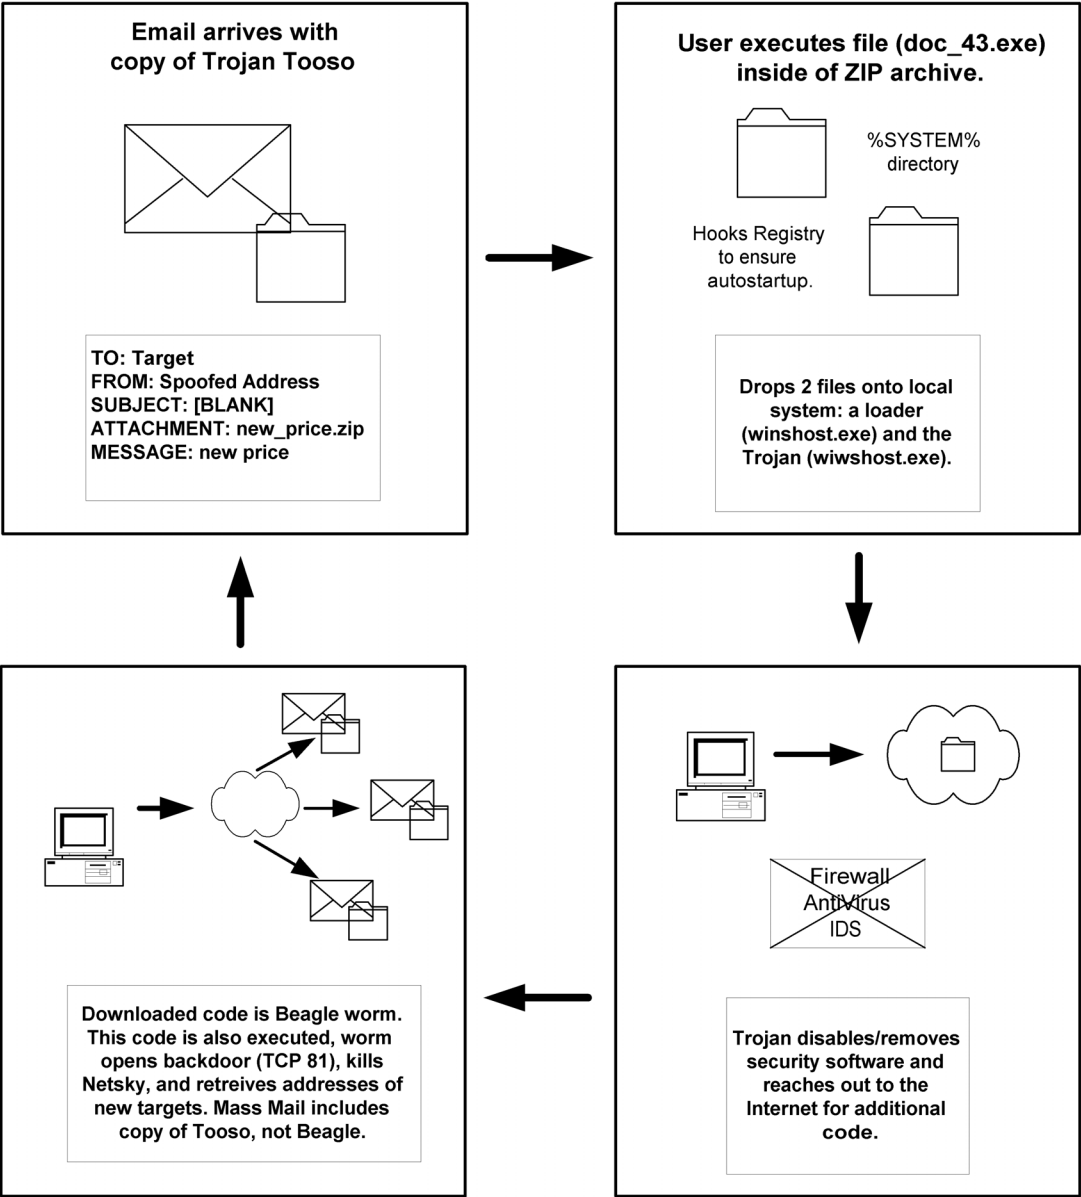 Email arrives with
copy of Trojan Tooso
TO: Target
FROM: Spoofed Address
SUBJECT: [BLANK]
ATTACHMENT: new_price.zip
MESSAGE: new price
User executes file (doc_43.exe)
inside of ZIP archive.
%SYSTEM%
directory
Hooks Registry
to ensure
autostartup.
Drops 2 files onto local
system: a loader
(winshost.exe) and the
Trojan (wiwshost.exe).
Firewall
AntiVirus
IDS
Trojan disables/removes
security software and
reaches out to the
Internet for additional
code.
Downloaded code is Beagle worm.
This code is also executed, worm
opens backdoor (TCP 81), kills
Netsky, and retreives addresses of
new targets. Mass Mail includes
copy of Tooso, not Beagle.